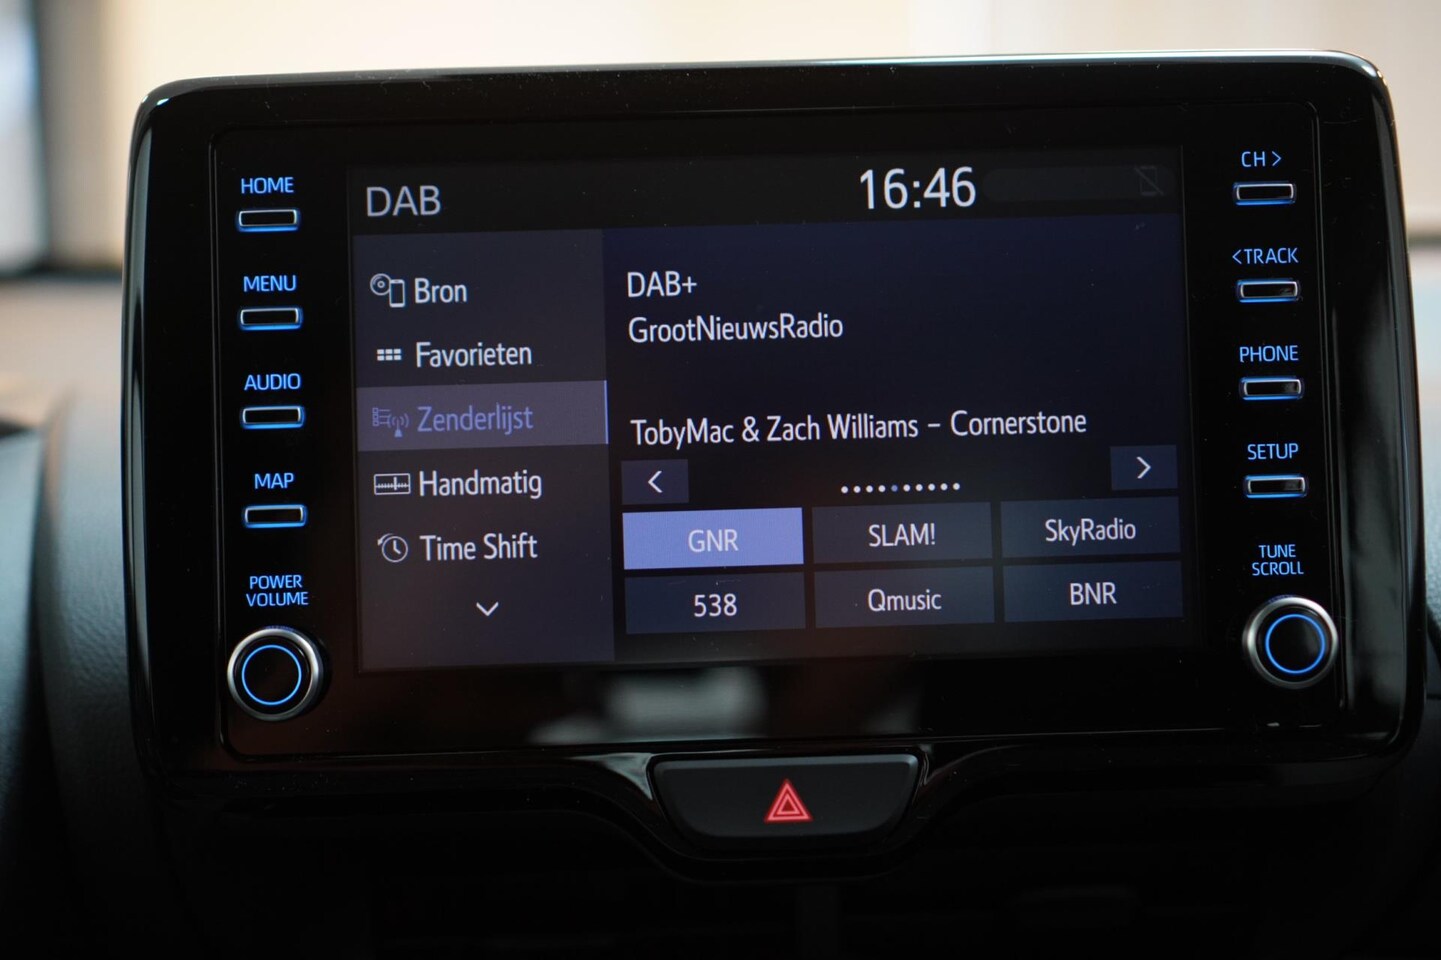 HOME
MENU
AUDIO
MAP
POWER
VOLUME
DAB
16:46
Bron
Favorieten
Zenderlijst
Handmatig
Time Shift
DAB+
GrootNieuwsRadio
TobyMac & Zach Williams – Cornerstone
GNR
SLAM!
SkyRadio
538
Qmusic
BNR
CH >
< TRACK
PHONE
SETUP
TUNE
SCROLL